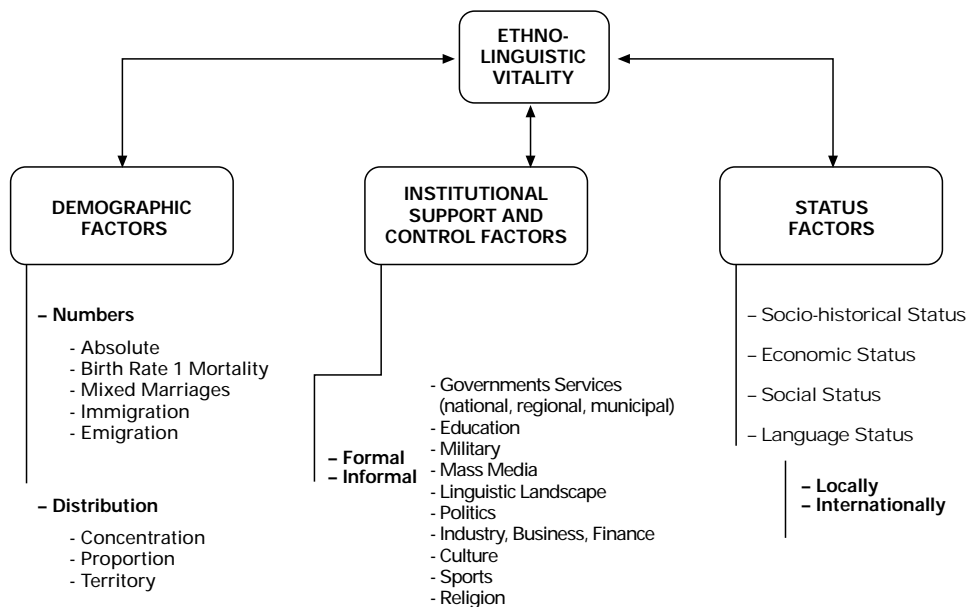 ETHNO-
LINGUISTIC
VITALITY
DEMOGRAPHIC
FACTORS
– Numbers
- Absolute
- Birth Rate 1 Mortality
- Mixed Marriages
- Immigration
- Emigration
– Distribution
- Concentration
- Proportion
- Territory
INSTITUTIONAL
SUPPORT AND
CONTROL FACTORS
– Formal
– Informal
- Governments Services
(national, regional, municipal)
- Education
- Military
- Mass Media
- Linguistic Landscape
- Politics
- Industry, Business, Finance
- Culture
- Sports
- Religion
STATUS
FACTORS
– Socio-historical Status
– Economic Status
– Social Status
– Language Status
– Locally
– Internationally